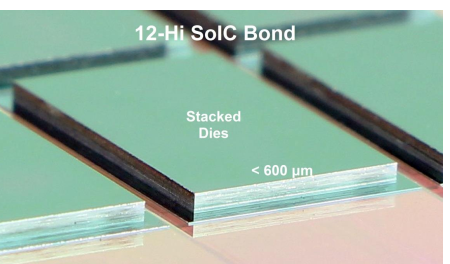 12-Hi SoIC Bond
Stacked
Dies
< 600 μm